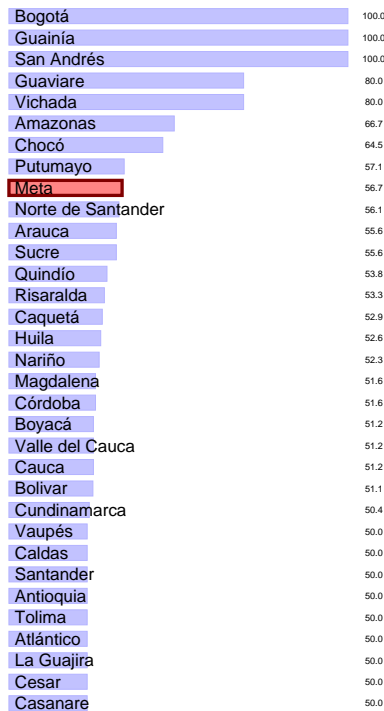 Bogotá 100.0
Guainía 100.0
San Andrés 100.0
Guaviare 80.0
Vichada 80.0
Amazonas 66.7
Chocó 64.5
Putumayo 57.1
Meta 56.7
Norte de Santander 56.1
Arauca 55.6
Sucre 55.6
Quindío 53.8
Risaralda 53.3
Caquetá 52.9
Huila 52.6
Nariño 52.3
Magdalena 51.6
Córdoba 51.6
Boyacá 51.2
Valle del Cauca 51.2
Cauca 51.2
Bolivar 51.1
Cundinamarca 50.4
Vaupés 50.0
Caldas 50.0
Santander 50.0
Antioquia 50.0
Tolima 50.0
Atlántico 50.0
La Guajira 50.0
Cesar 50.0
Casanare 50.0